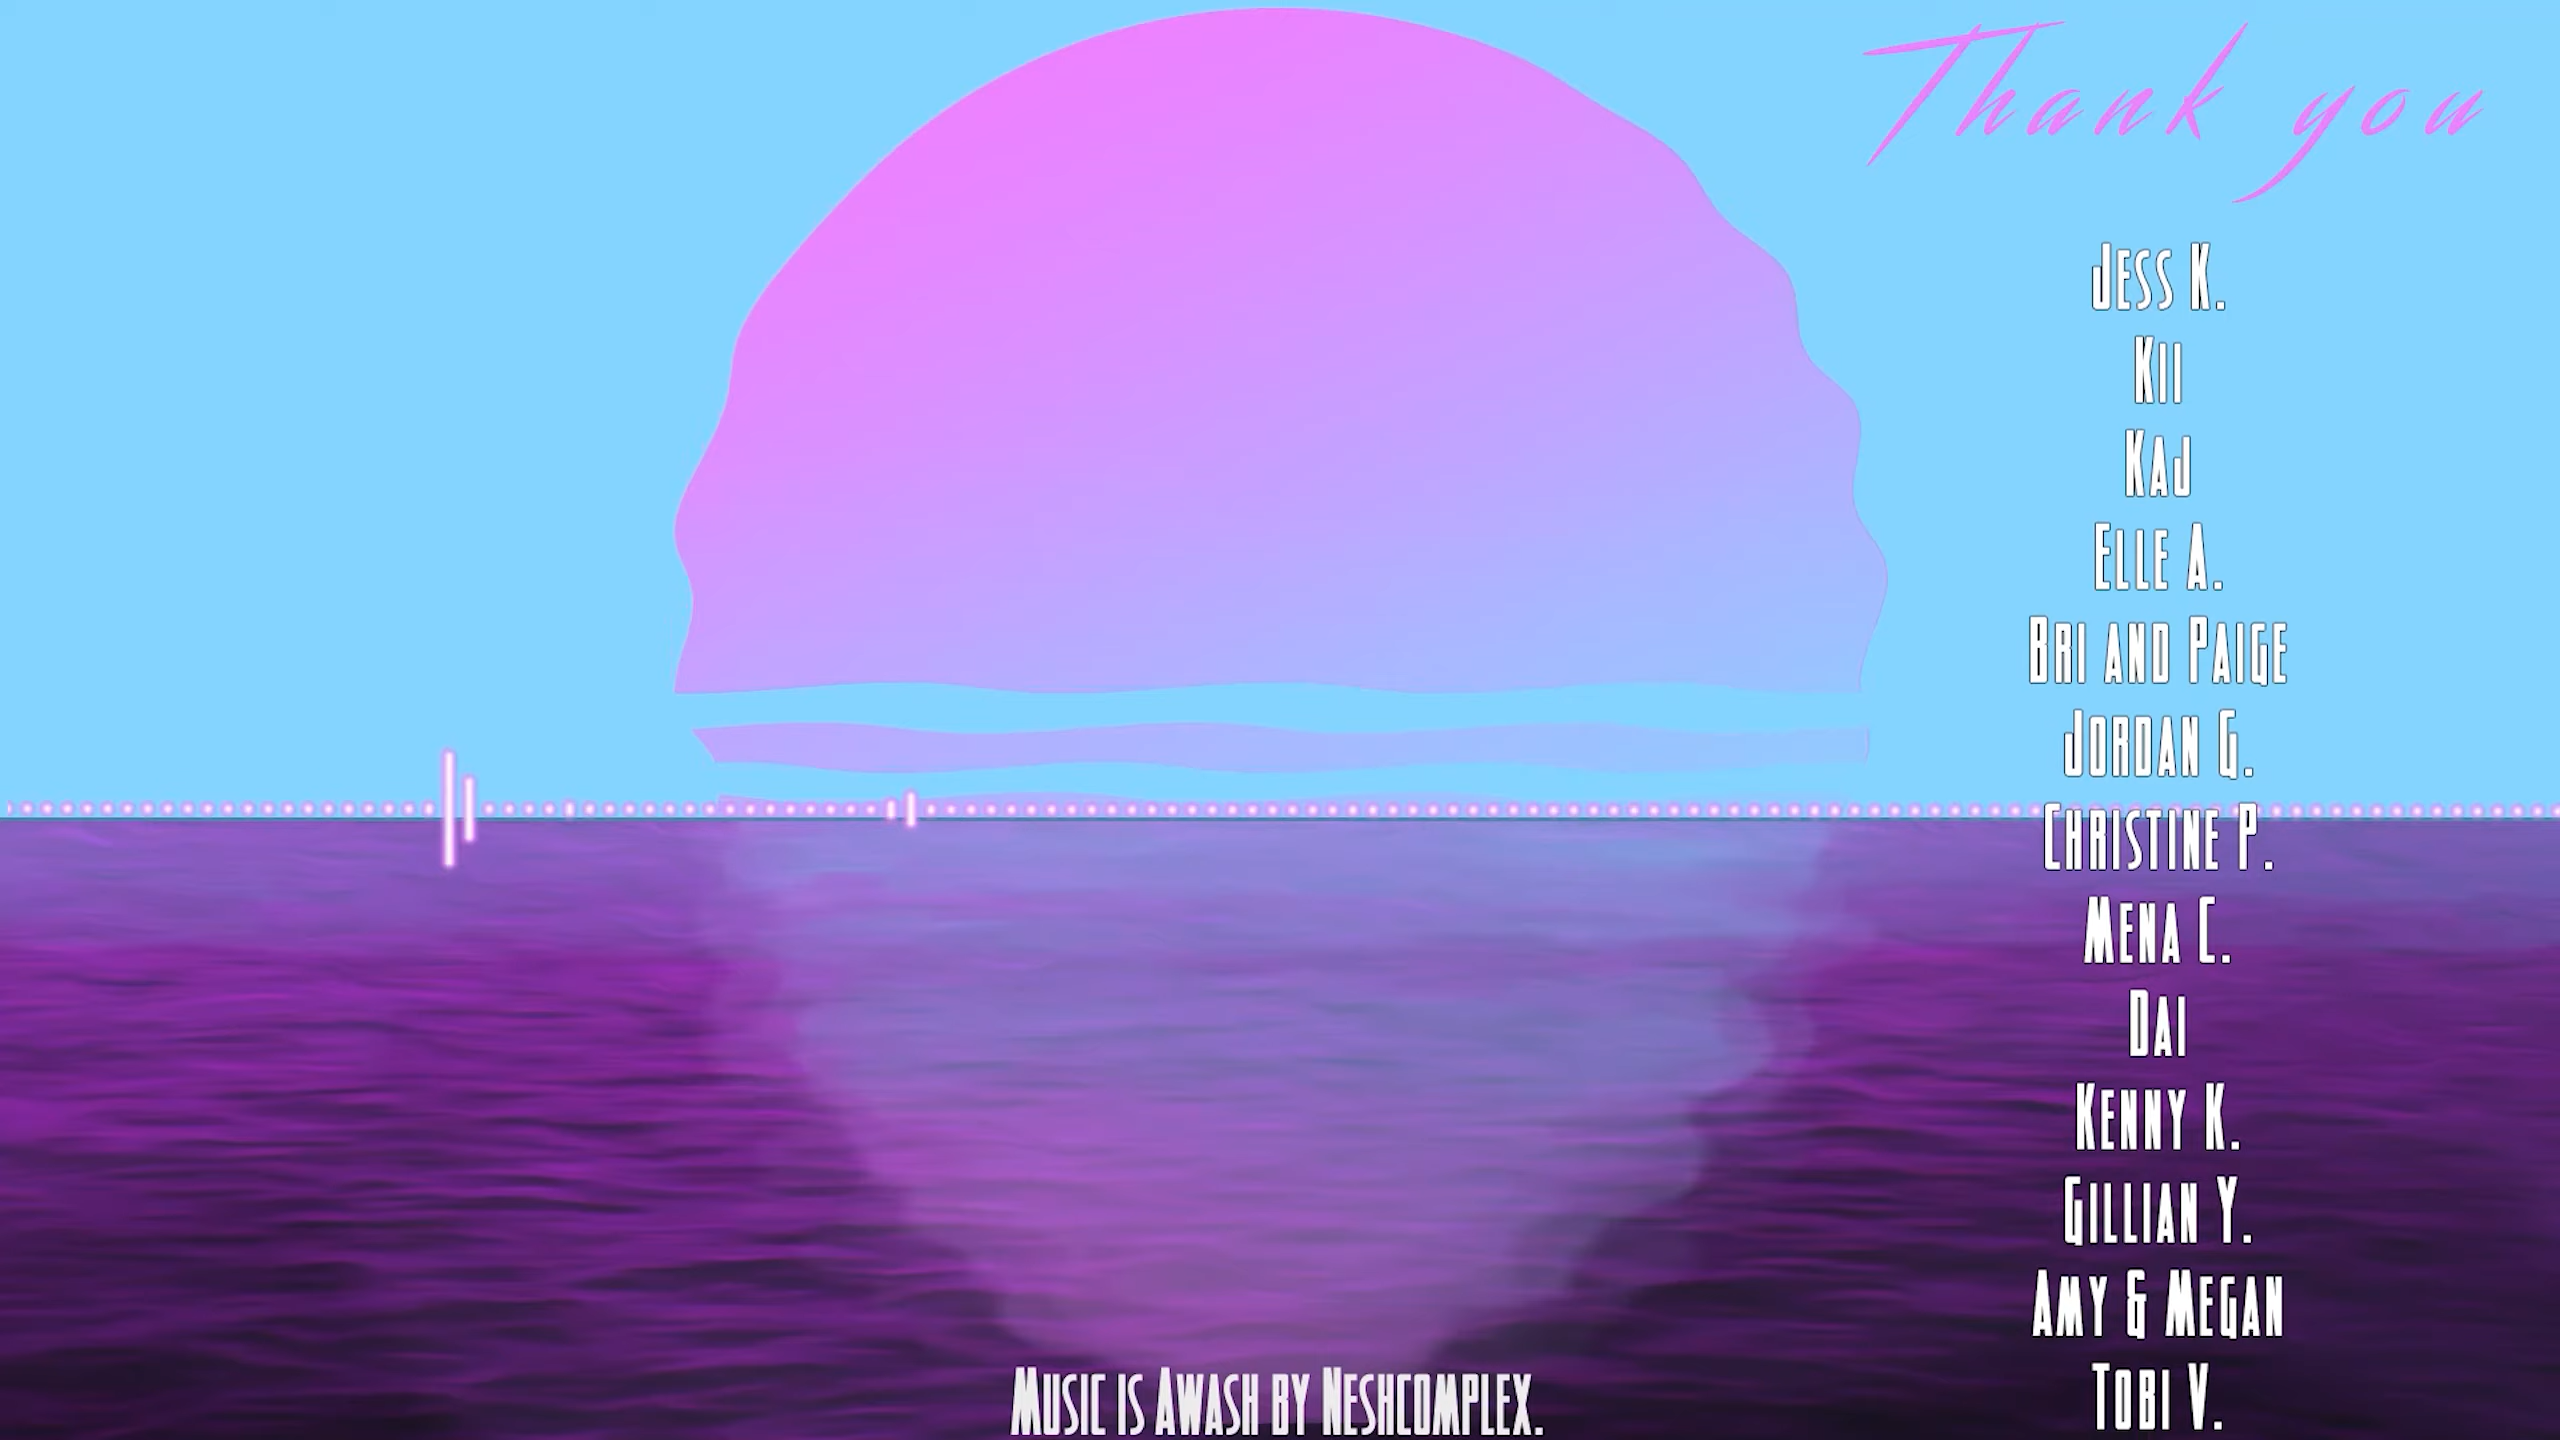 Thank you
Jess K.
Kii
Kaj
Elle A.
Bri and Paige
Jordan G.
Christine P.
Mena C.
Dai
Kenny K.
Gillian Y.
Amy & Megan
Tobi V.
Music is Awash by Neshcomplex.